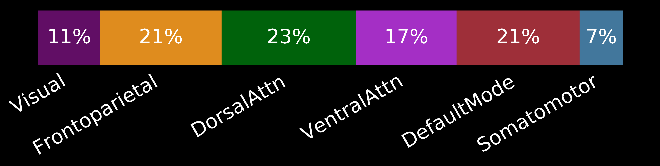 11% 21% 23% 17% 21% 7%
Visual Frontoparietal DorsalAttn VentralAttn DefaultMode Somatomotor